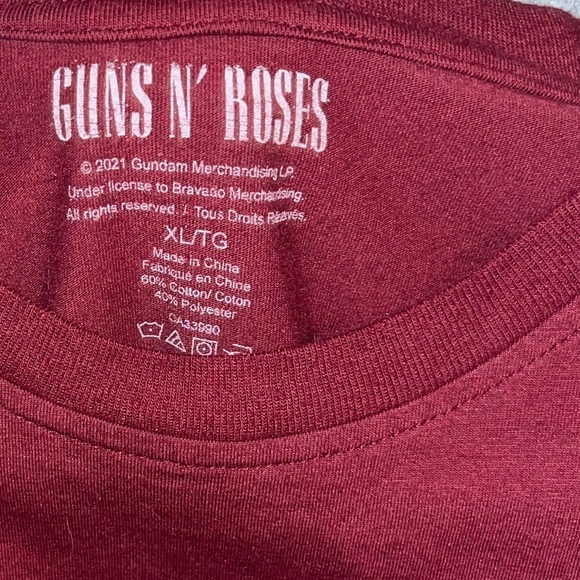 GUNS N' ROSES
© 2021 Gundam Merchandising LP.
Under license to Bravado Merchandising.
All rights reserved. / Tous Droits Réservés.
XL/TG
Made in China
Fabriqué en Chine
60% Cotton/ Coton
40% Polyester
CA33990